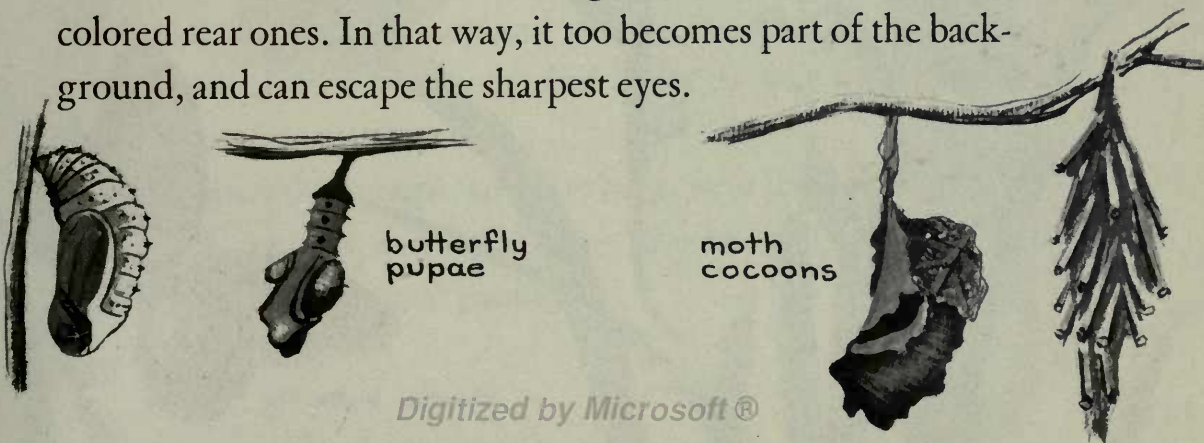 colored rear ones. In that way, it too becomes part of the back-
ground, and can escape the sharpest eyes.
butterfly
pupae
moth
cocoons
Digitized by Microsoft ®